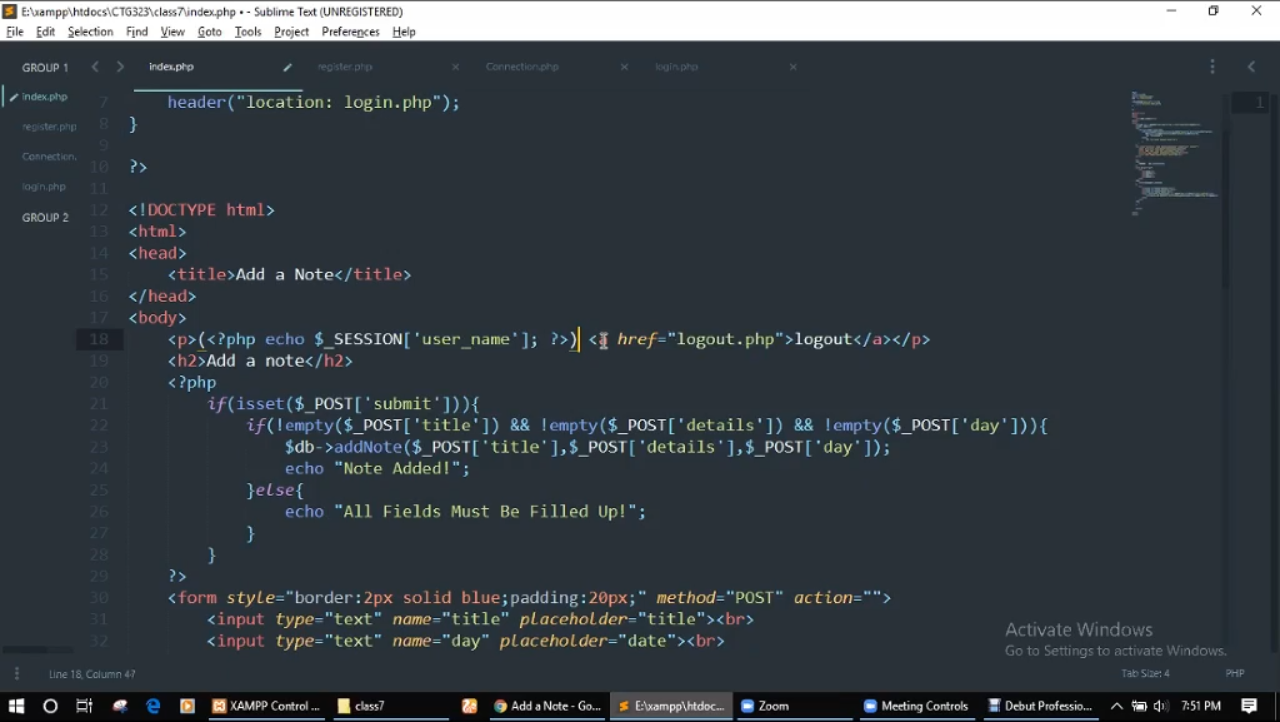 E:\xampp\htdocs\CTG323\class7\index.php • - Sublime Text (UNREGISTERED)
File Edit Selection Find View Goto Tools Project Preferences Help
GROUP 1
index.php
register.php
Connection.
login.php
GROUP 2
index.php register.php Connection.php login.php
1
7 header("location: login.php");
8 }
9
10 ?>
11
12 <!DOCTYPE html>
13 <html>
14 <head>
15 <title>Add a Note</title>
16 </head>
17 <body>
18 <p>(<?php echo $_SESSION['user_name']; ?>) <a href="logout.php">logout</a></p>
19 <h2>Add a note</h2>
20 <?php
21 if(isset($_POST['submit'])){
22 if(!empty($_POST['title']) && !empty($_POST['details']) && !empty($_POST['day'])){
23 $db->addNote($_POST['title'],$_POST['details'],$_POST['day']);
24 echo "Note Added!";
25 }else{
26 echo "All Fields Must Be Filled Up!";
27 }
28 }
29 ?>
30 <form style="border:2px solid blue;padding:20px;" method="POST" action="">
31 <input type="text" name="title" placeholder="title"><br>
32 <input type="text" name="day" placeholder="date"><br>
Activate Windows
Go to Settings to activate Windows.
Line 18, Column 47 Tab Size: 4 PHP
XAMPP Control ... class7 Add a Note - Go... E:\xampp\htdoc... Zoom Meeting Controls Debut Professio... 7:51 PM